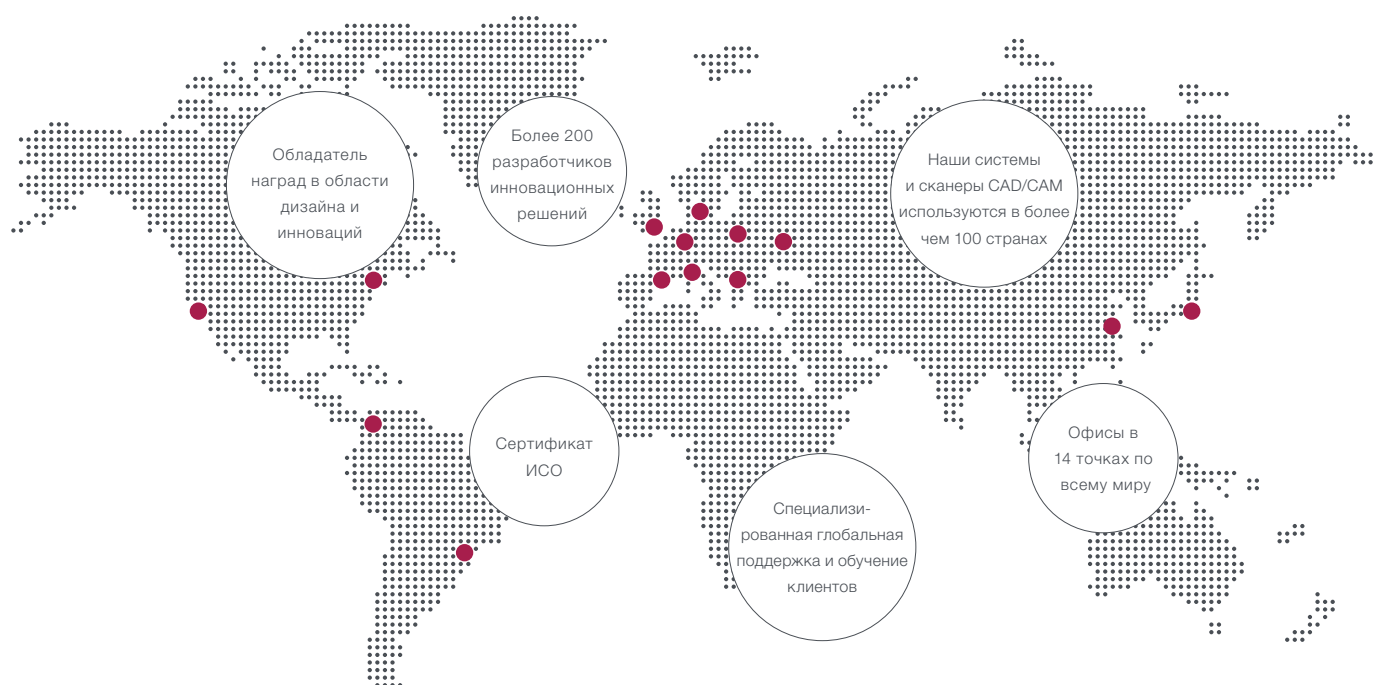 Обладатель
наград в области
дизайна и
инноваций
Более 200
разработчиков
инновационных
решений
Наши системы
и сканеры CAD/CAM
используются в более
чем 100 странах
Сертификат
ИСО
Специализи-
рованная глобальная
поддержка и обучение
клиентов
Офисы в
14 точках по
всему миру